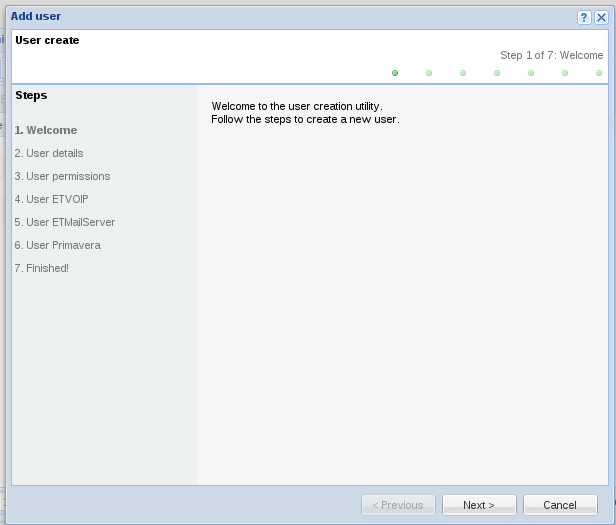 Add user
User create
Step 1 of 7: Welcome
Steps
1. Welcome
2. User details
3. User permissions
4. User ETVOIP
5. User ETMailServer
6. User Primavera
7. Finished!
Welcome to the user creation utility.
Follow the steps to create a new user.
< Previous
Next >
Cancel